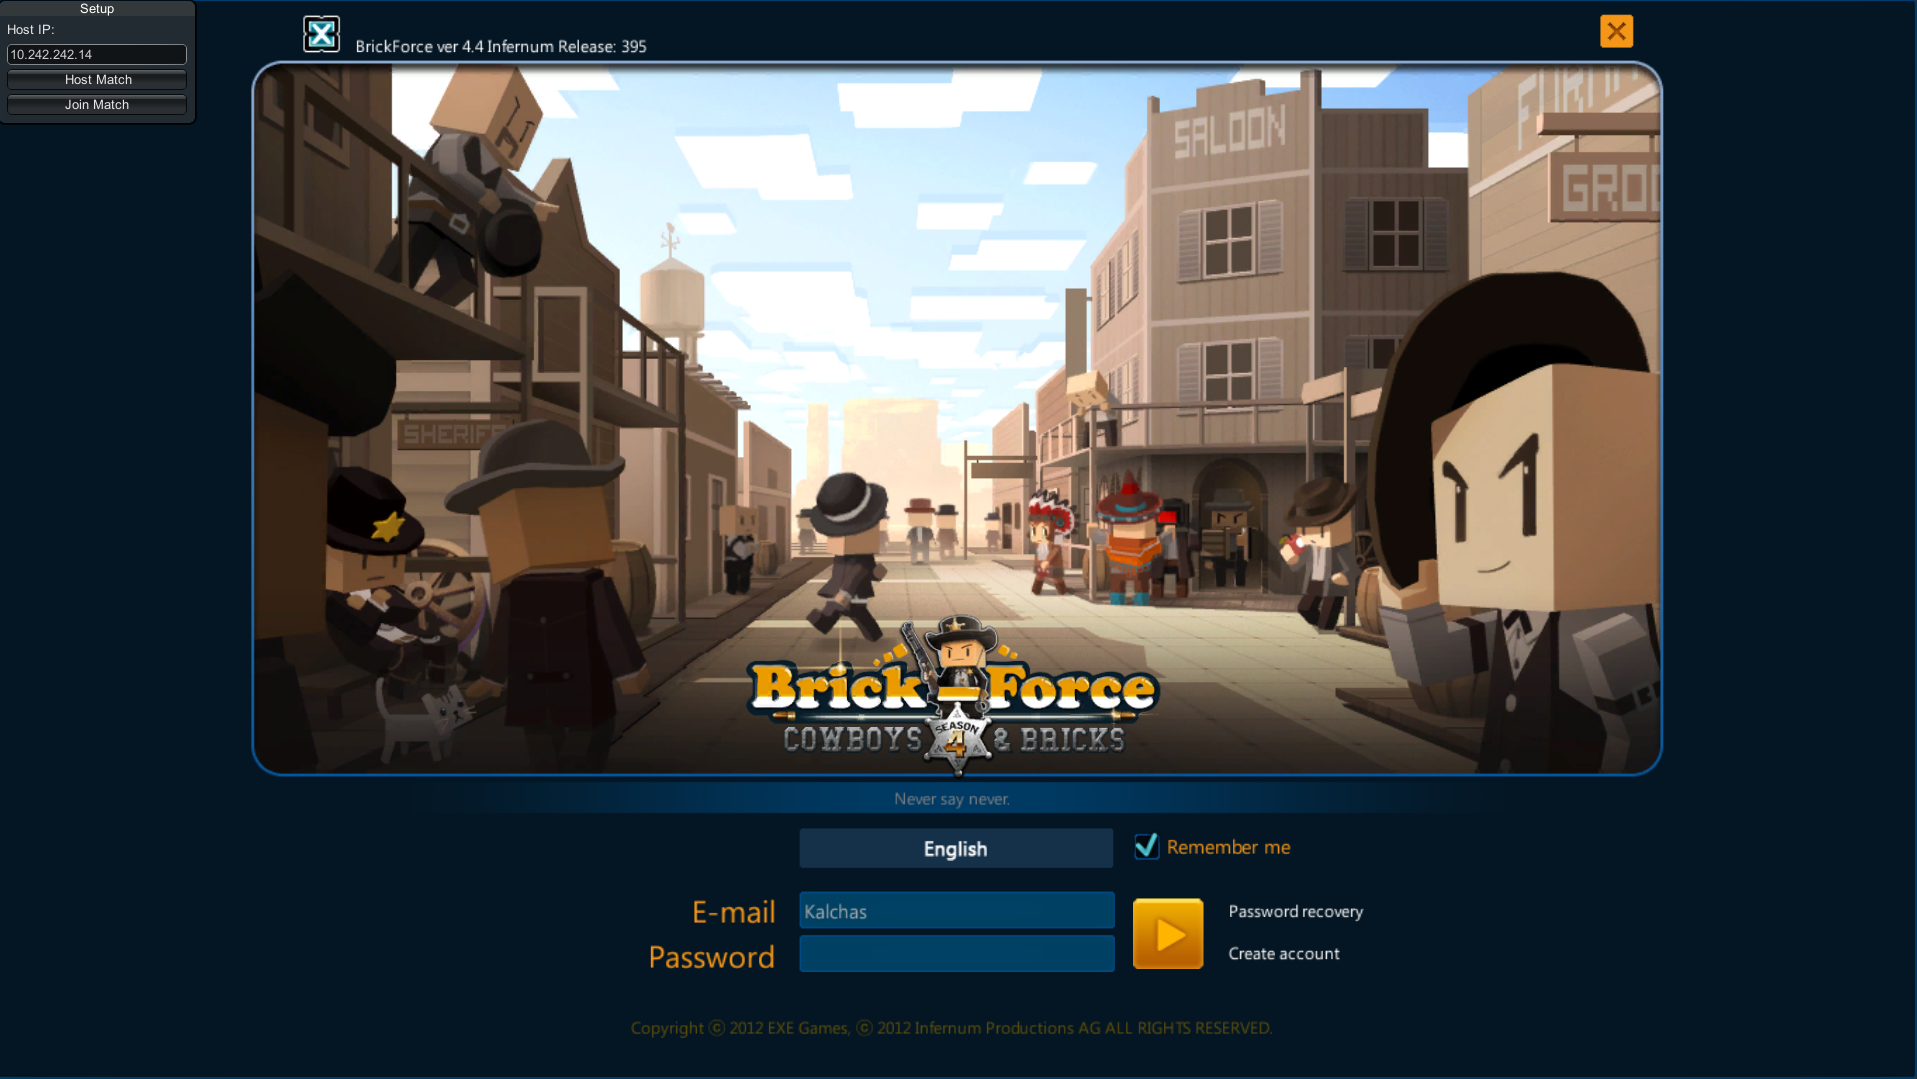 Setup
Host IP:
10.242.242.14
Host Match
Join Match
BrickForce ver 4.4 Infernum Release: 395
SALOON
SHERIFF
Brick-Force
COWBOYS & BRICKS
SEASON
4
Never say never.
English
Remember me
E-mail
Kalchas
Password
Password recovery
Create account
Copyright ⓒ 2012 EXE Games, ⓒ 2012 Infernum Productions AG ALL RIGHTS RESERVED.